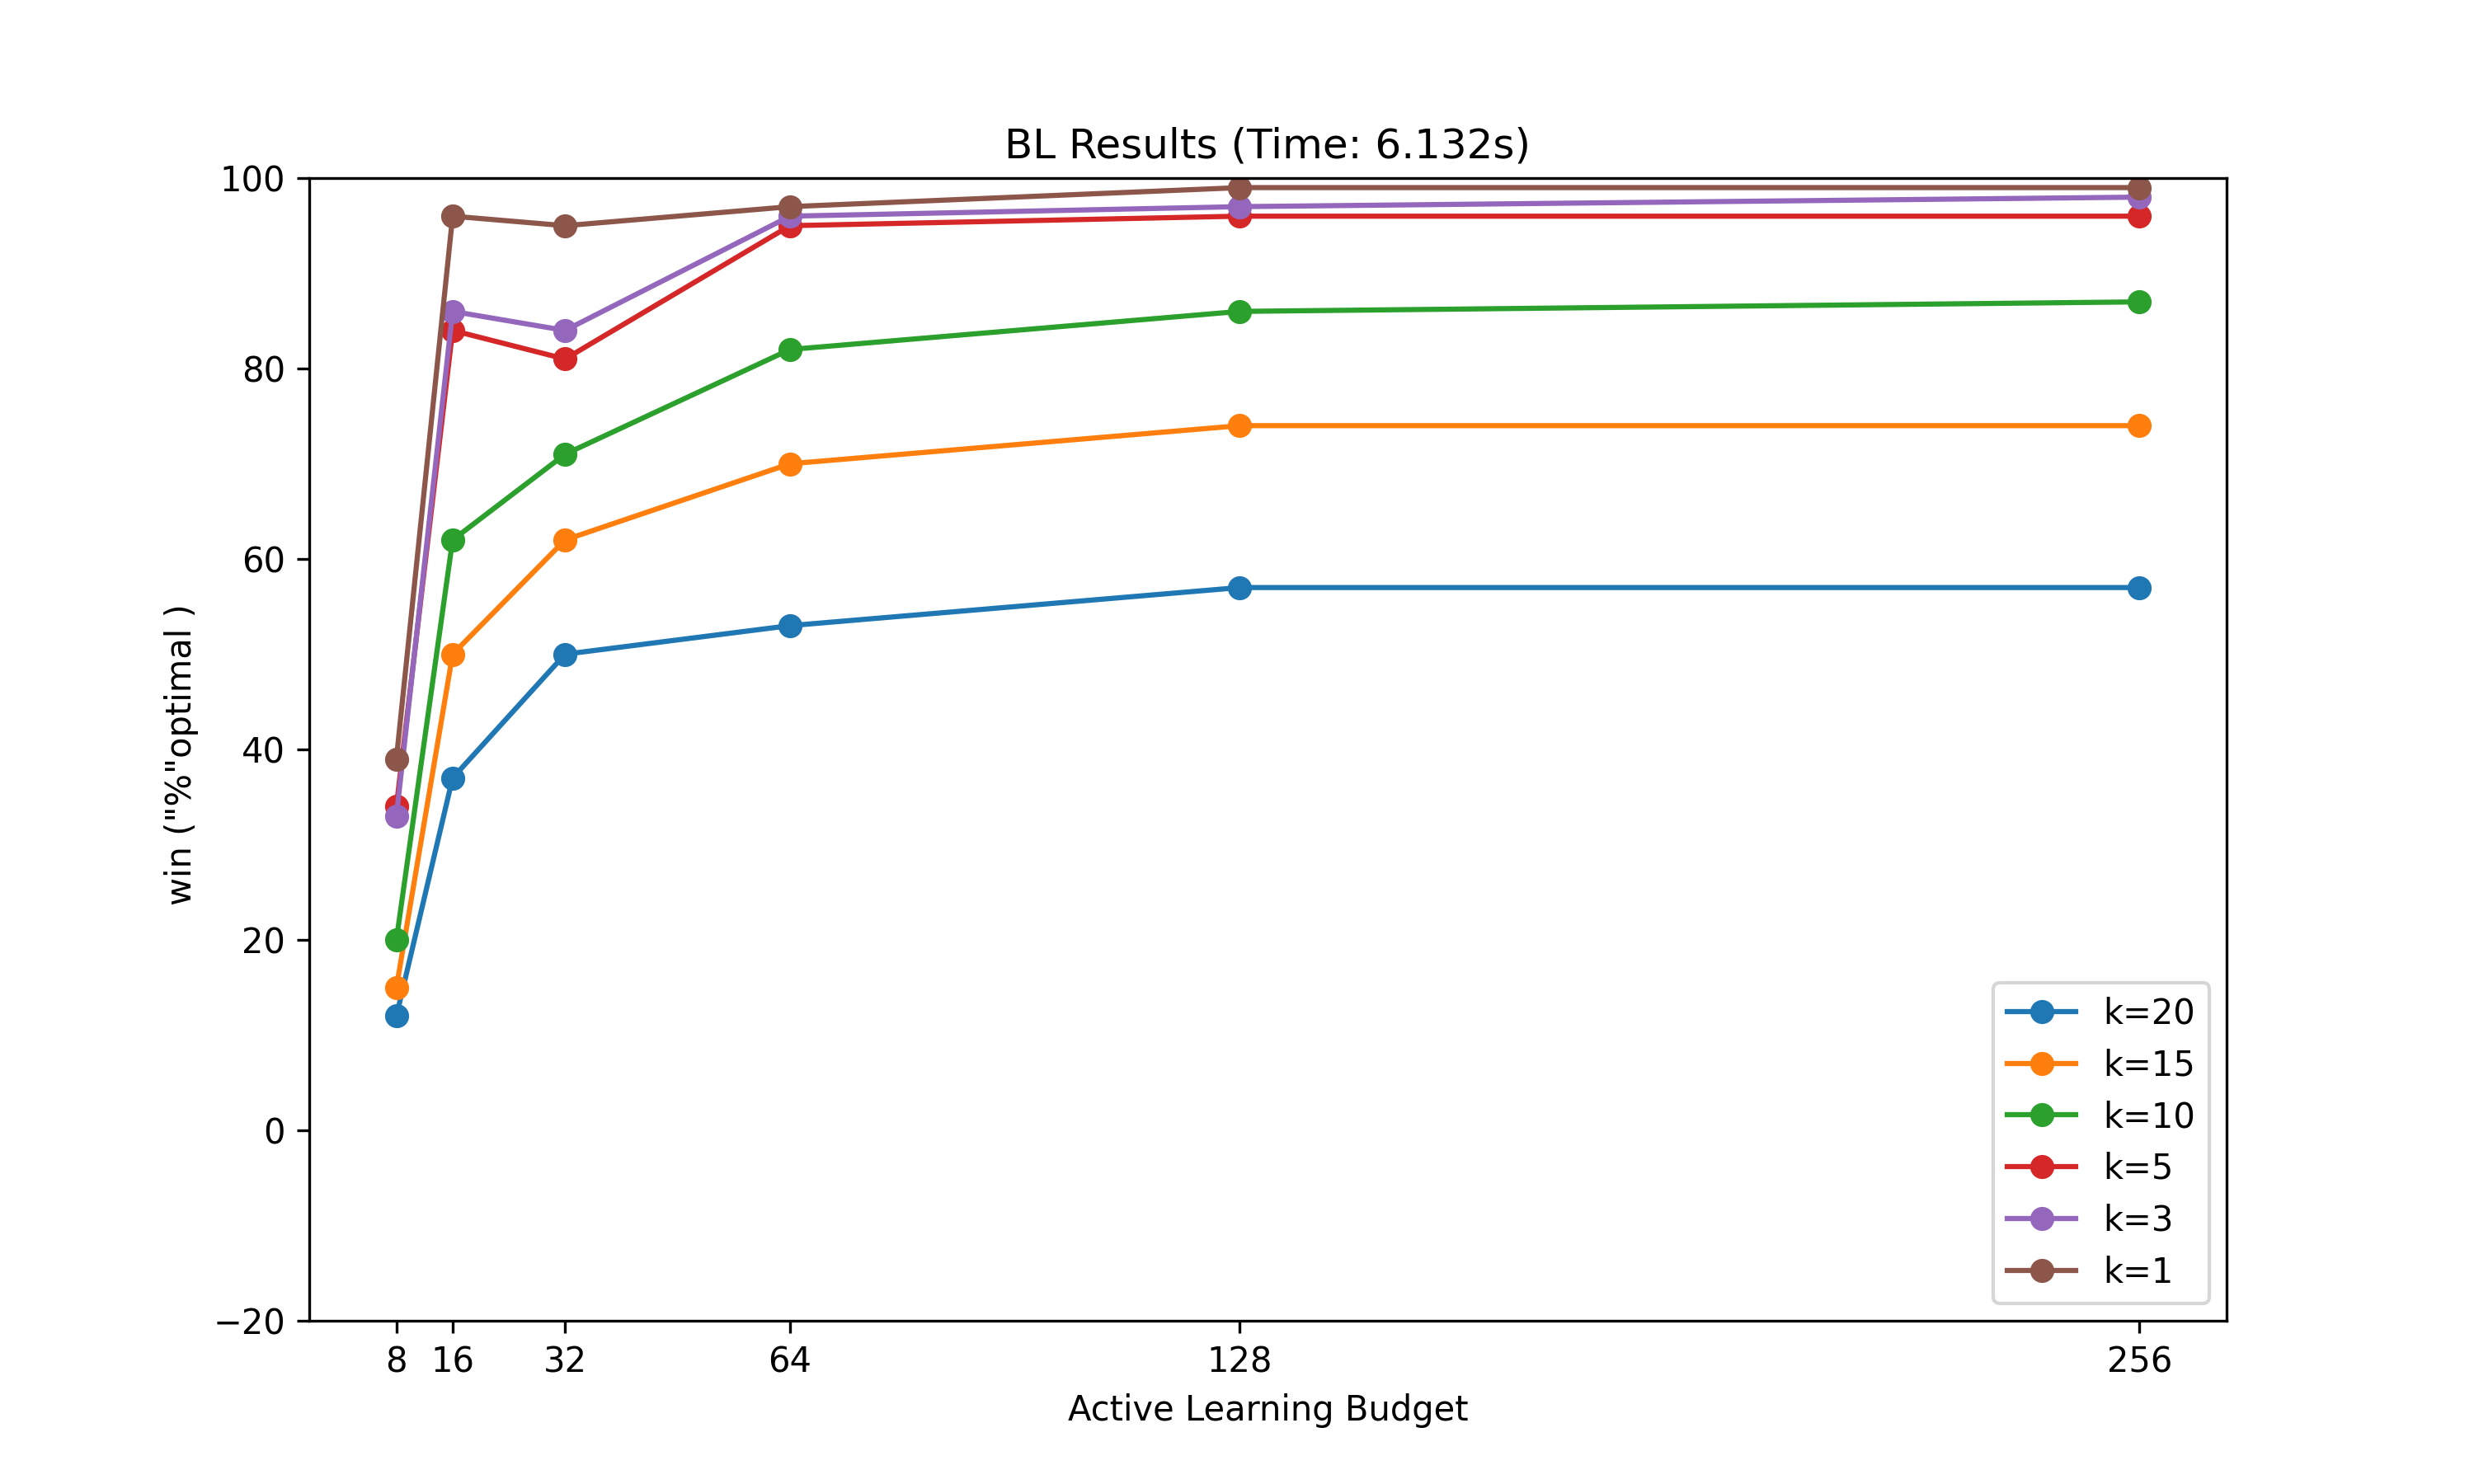 BL Results (Time: 6.132s)
100
80
60
40
20
0
−20
win ("%"optimal )
8 16 32 64 128 256
Active Learning Budget
k=20
k=15
k=10
k=5
k=3
k=1